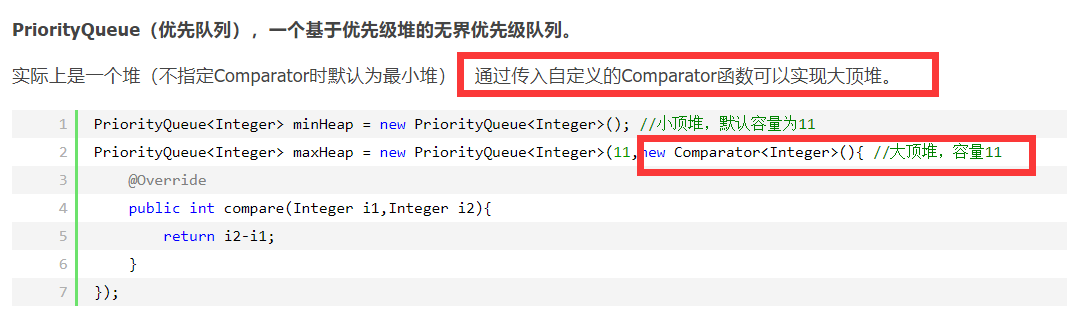 PriorityQueue（优先队列），一个基于优先级堆的无界优先级队列。
实际上是一个堆（不指定Comparator时默认为最小堆） 通过传入自定义的Comparator函数可以实现大顶堆。
1 PriorityQueue<Integer> minHeap = new PriorityQueue<Integer>(); //小顶堆，默认容量为11
2 PriorityQueue<Integer> maxHeap = new PriorityQueue<Integer>(11,new Comparator<Integer>(){ //大顶堆，容量11
3 @Override
4 public int compare(Integer i1,Integer i2){
5 return i2-i1;
6 }
7 });